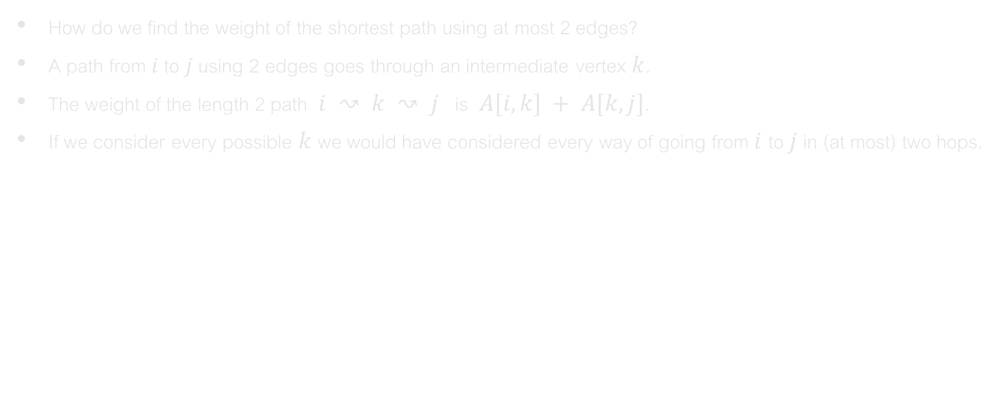 • How do we find the weight of the shortest path using at most 2 edges?
• A path from i to j using 2 edges goes through an intermediate vertex k.
• The weight of the length 2 path i ↝ k ↝ j is A[i, k] + A[k, j].
• If we consider every possible k we would have considered every way of going from i to j in (at most) two hops.